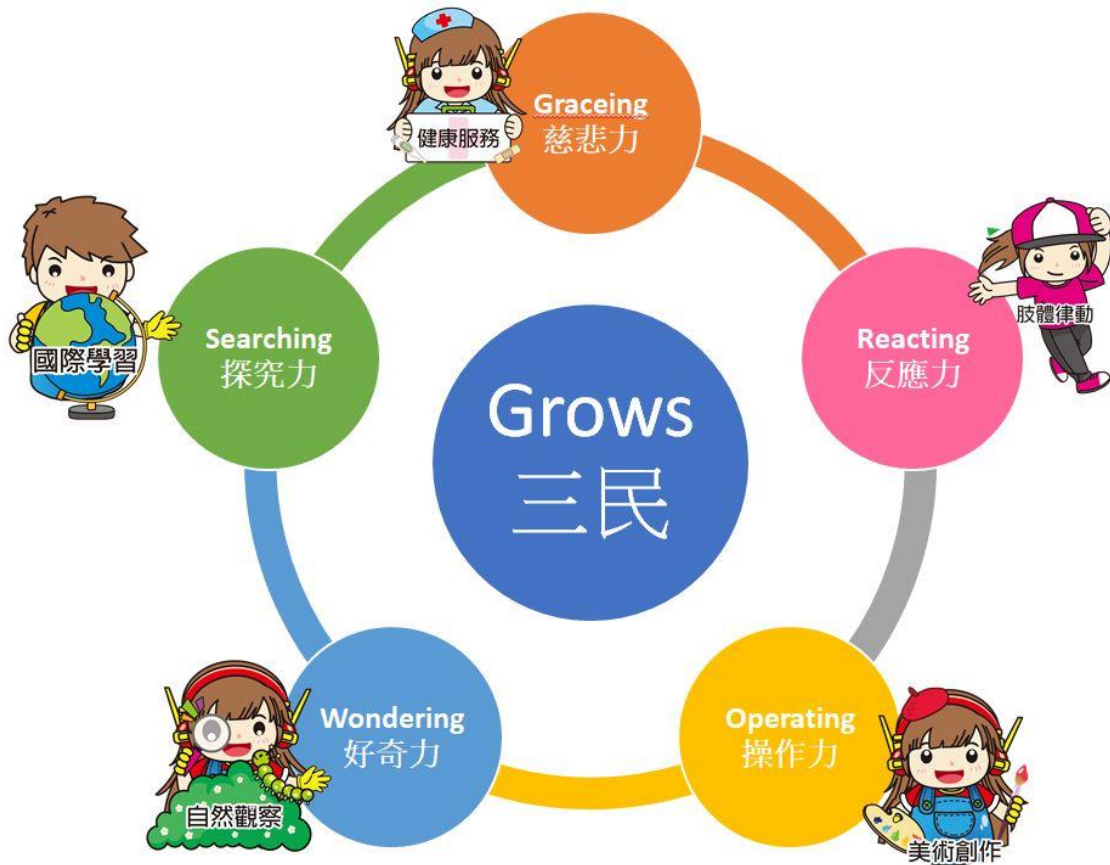 Grows
三民
Graceing
慈悲力
健康服務
Reacting
反應力
肢體律動
Operating
操作力
美術創作
Wondering
好奇力
自然觀察
Searching
探究力
國際學習